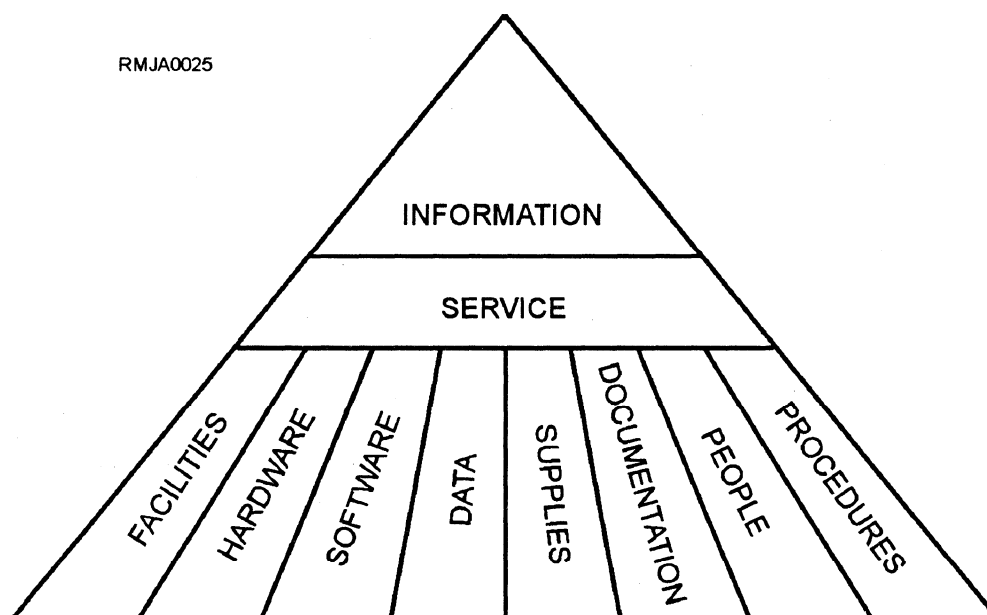 RMJA0025
INFORMATION
SERVICE
FACILITIES
HARDWARE
SOFTWARE
DATA
SUPPLIES
DOCUMENTATION
PEOPLE
PROCEDURES